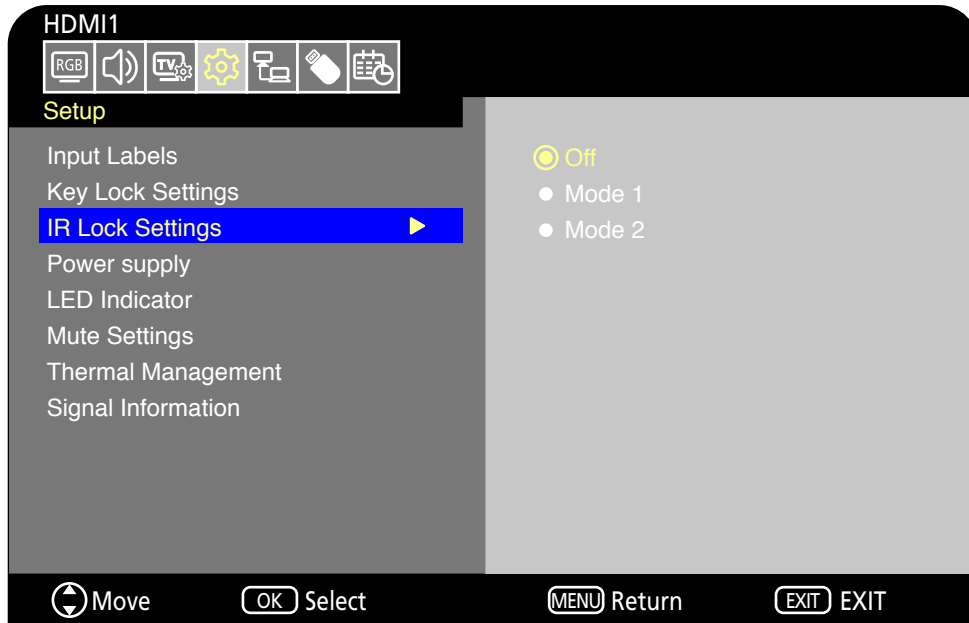 HDMI1
RGB TV
Setup
Input Labels
Key Lock Settings
IR Lock Settings
Power supply
LED Indicator
Mute Settings
Thermal Management
Signal Information
Off
Mode 1
Mode 2
Move OK Select MENU Return EXIT EXIT